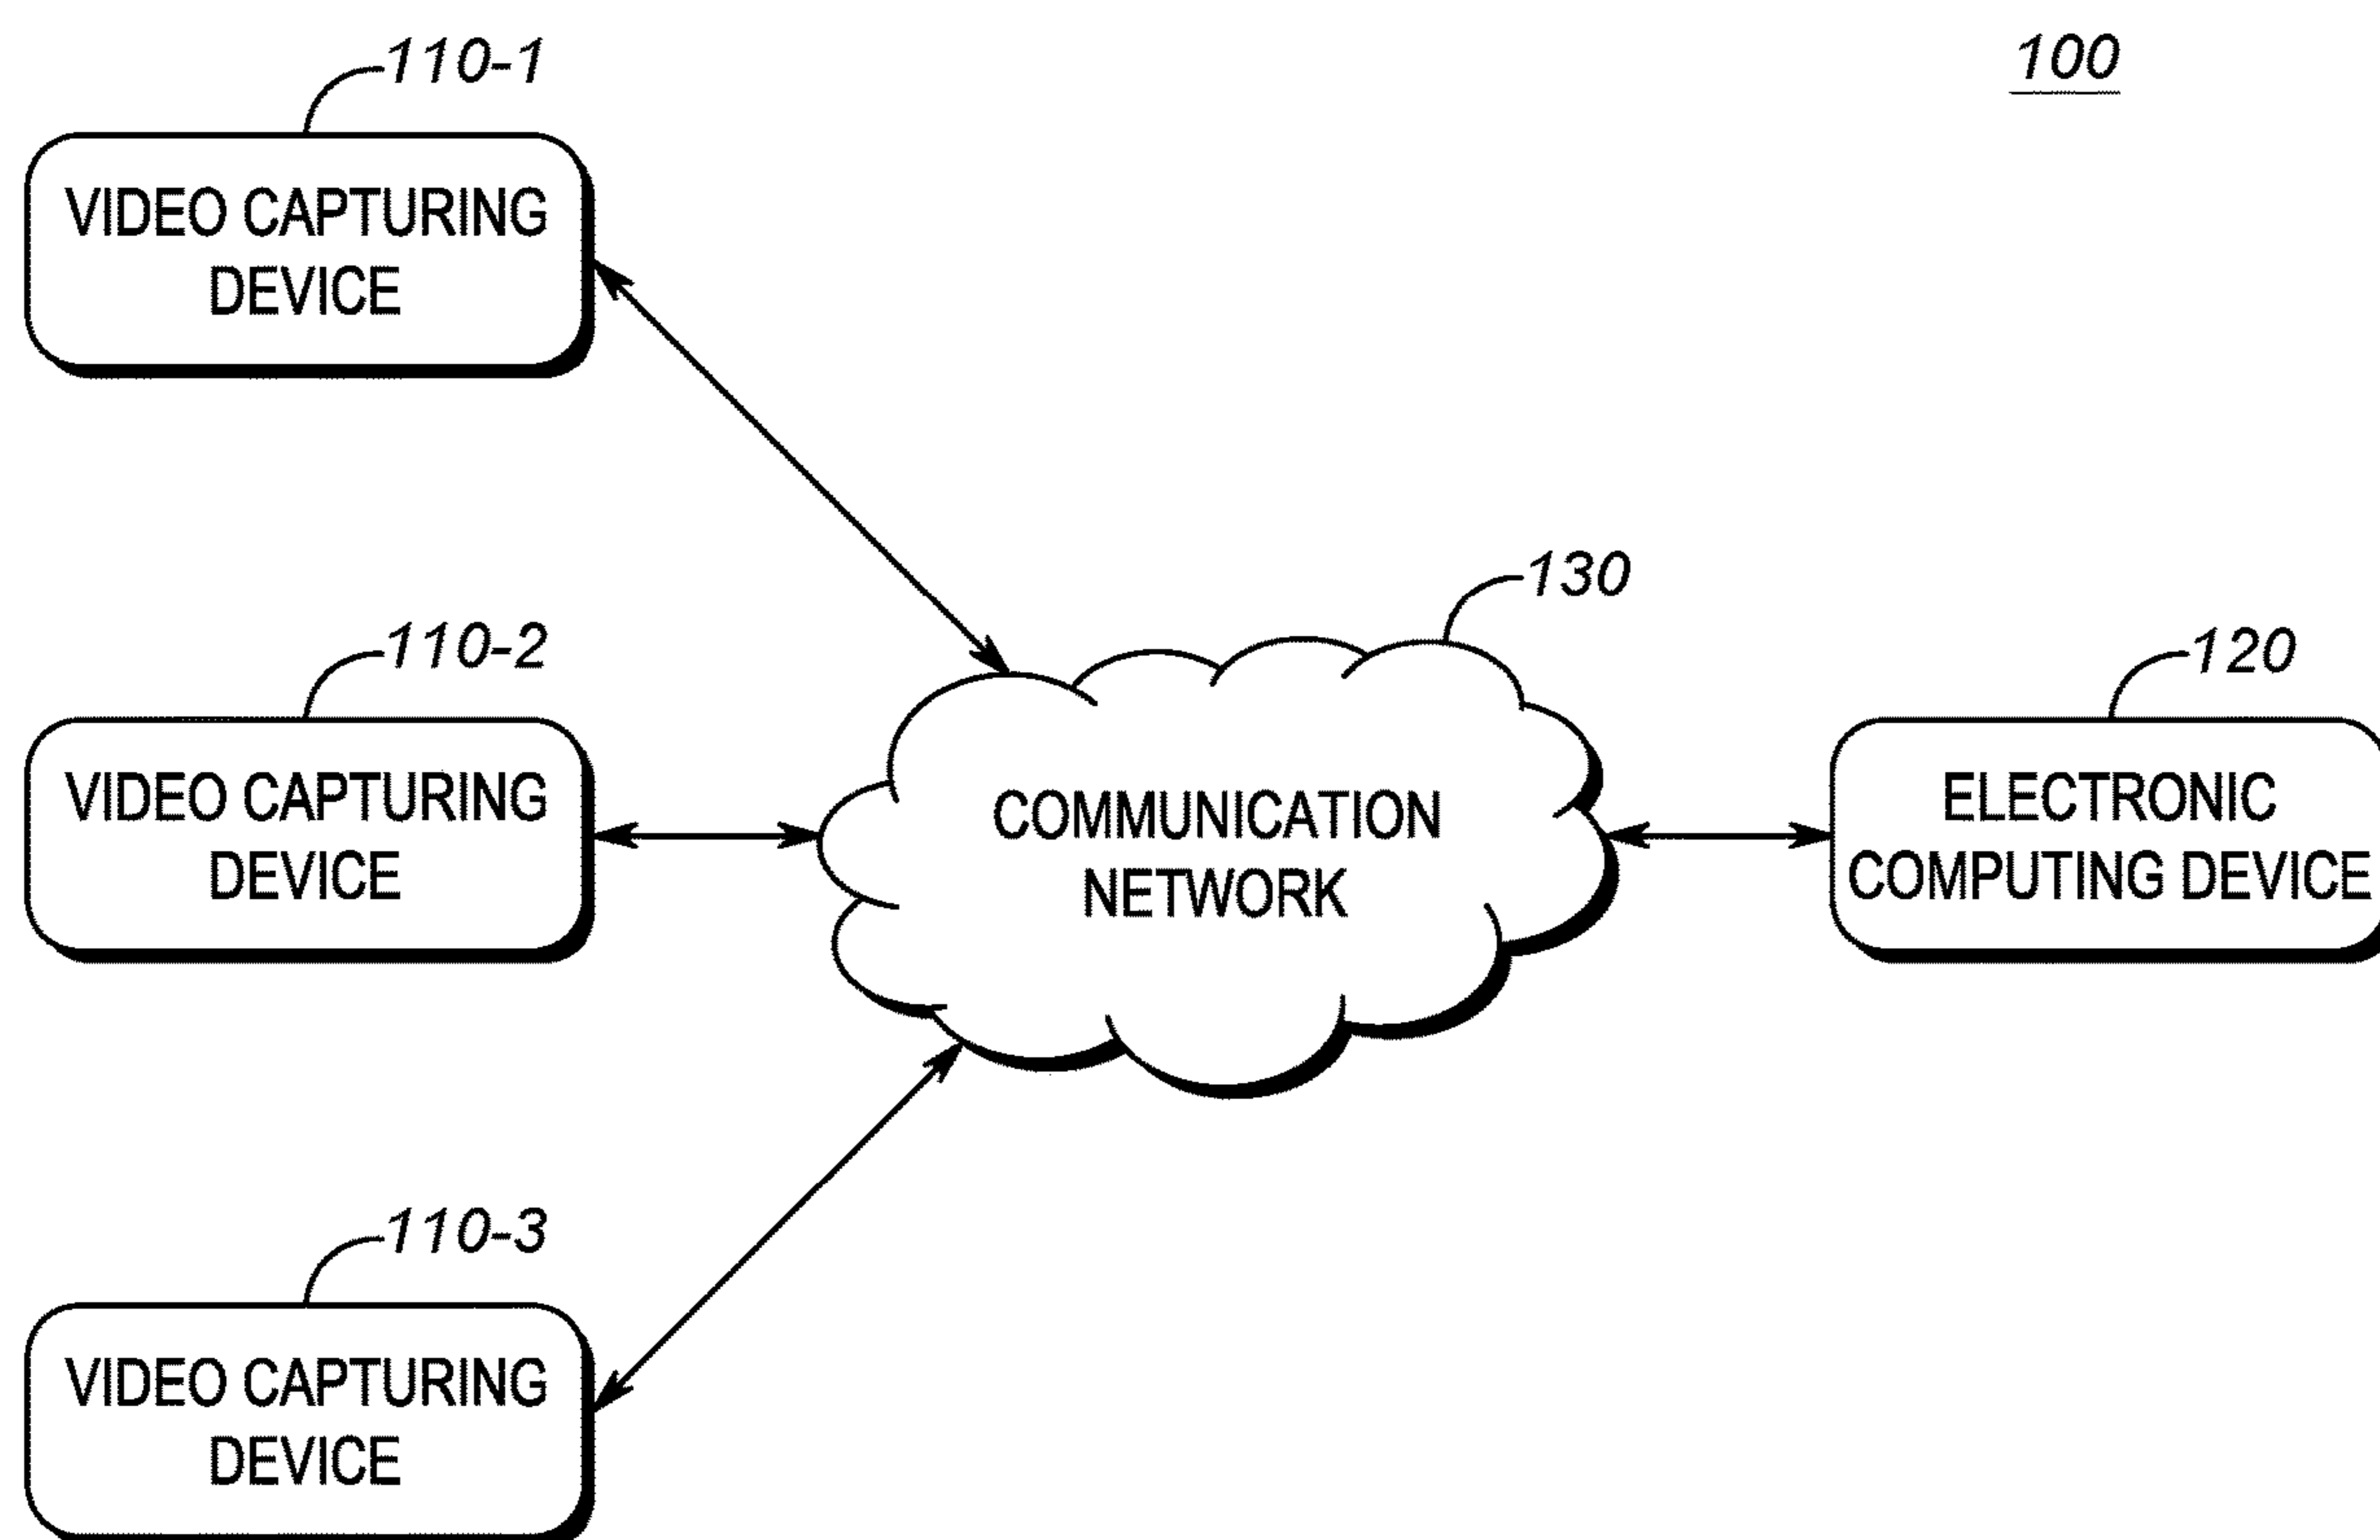 100
110-1
VIDEO CAPTURING
DEVICE
110-2
VIDEO CAPTURING
DEVICE
110-3
VIDEO CAPTURING
DEVICE
130
COMMUNICATION
NETWORK
120
ELECTRONIC
COMPUTING DEVICE